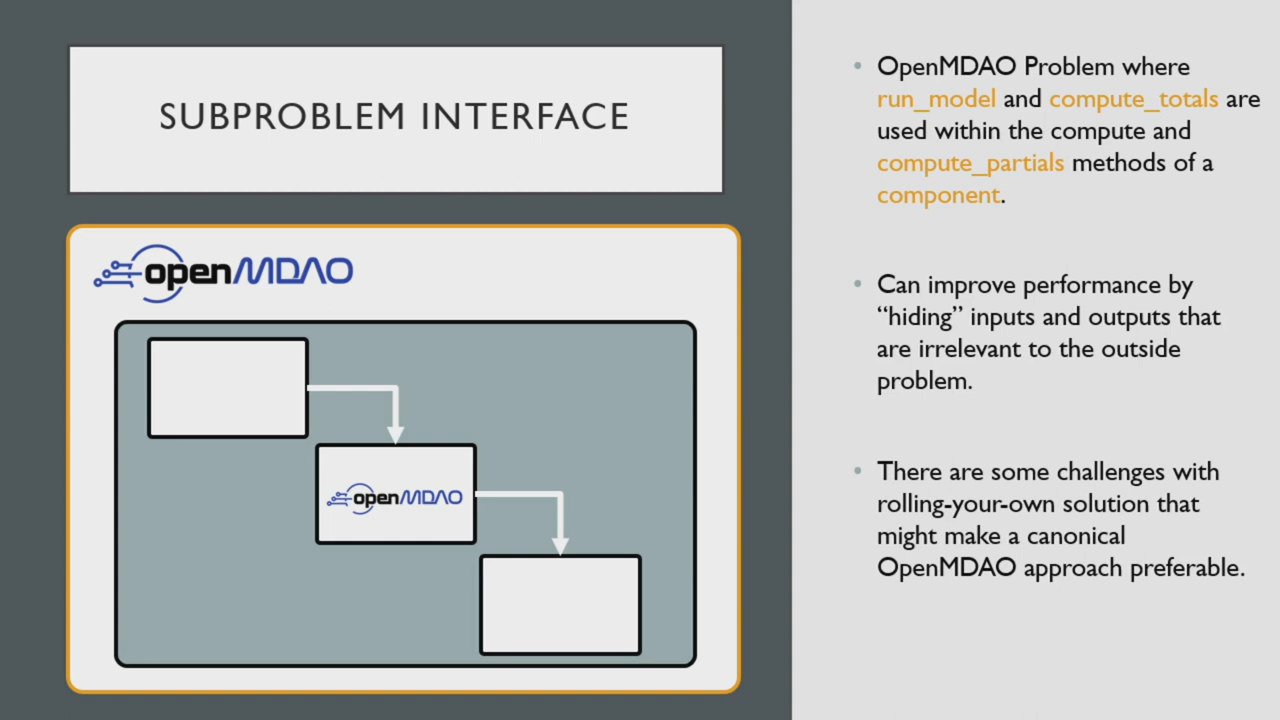 SUBPROBLEM INTERFACE
openMDAO
openMDAO
OpenMDAO Problem where
run_model and compute_totals are
used within the compute and
compute_partials methods of a
component.
Can improve performance by
“hiding” inputs and outputs that
are irrelevant to the outside
problem.
There are some challenges with
rolling-your-own solution that
might make a canonical
OpenMDAO approach preferable.